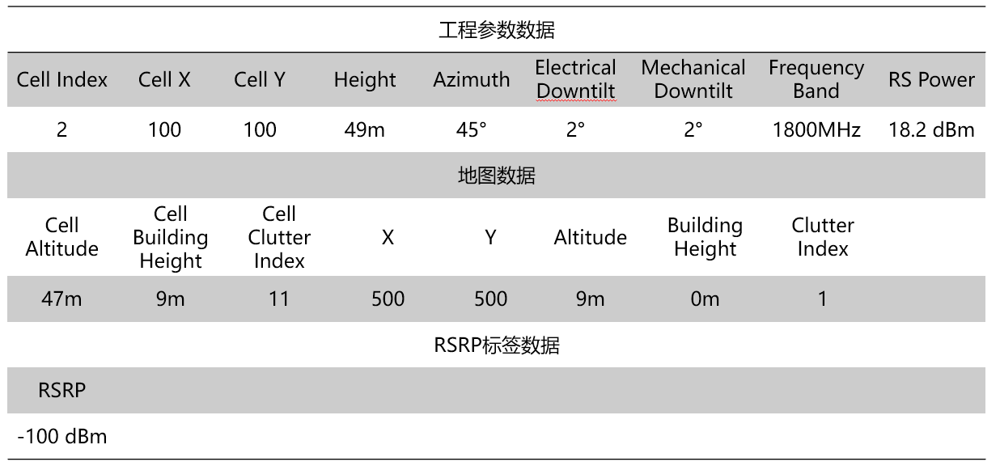 工程参数数据
Cell Index Cell X Cell Y Height Azimuth Electrical Downtilt Mechanical Downtilt Frequency Band RS Power
2 100 100 49m 45° 2° 2° 1800MHz 18.2 dBm
地图数据
Cell Altitude Cell Building Height Cell Clutter Index X Y Altitude Building Height Clutter Index
47m 9m 11 500 500 9m 0m 1
RSRP标签数据
RSRP
-100 dBm